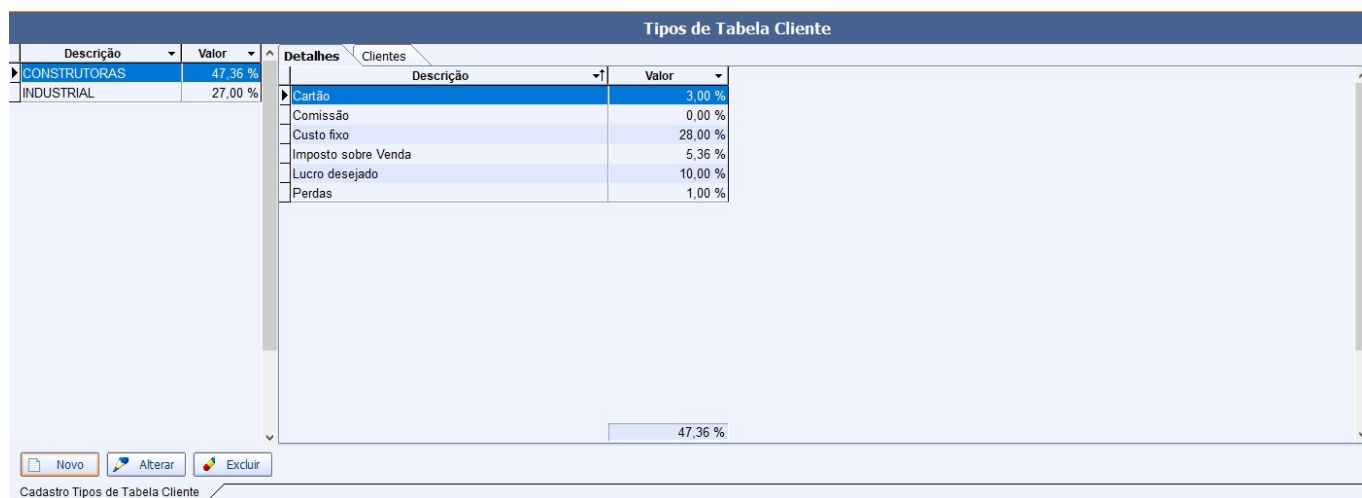 Tipos de Tabela Cliente
Descrição Valor
CONSTRUTORAS 47,36 %
INDUSTRIAL 27,00 %
Detalhes Clientes
Descrição Valor
Cartão 3,00 %
Comissão 0,00 %
Custo fixo 28,00 %
Imposto sobre Venda 5,36 %
Lucro desejado 10,00 %
Perdas 1,00 %
47,36 %
Novo Alterar Excluir
Cadastro Tipos de Tabela Cliente